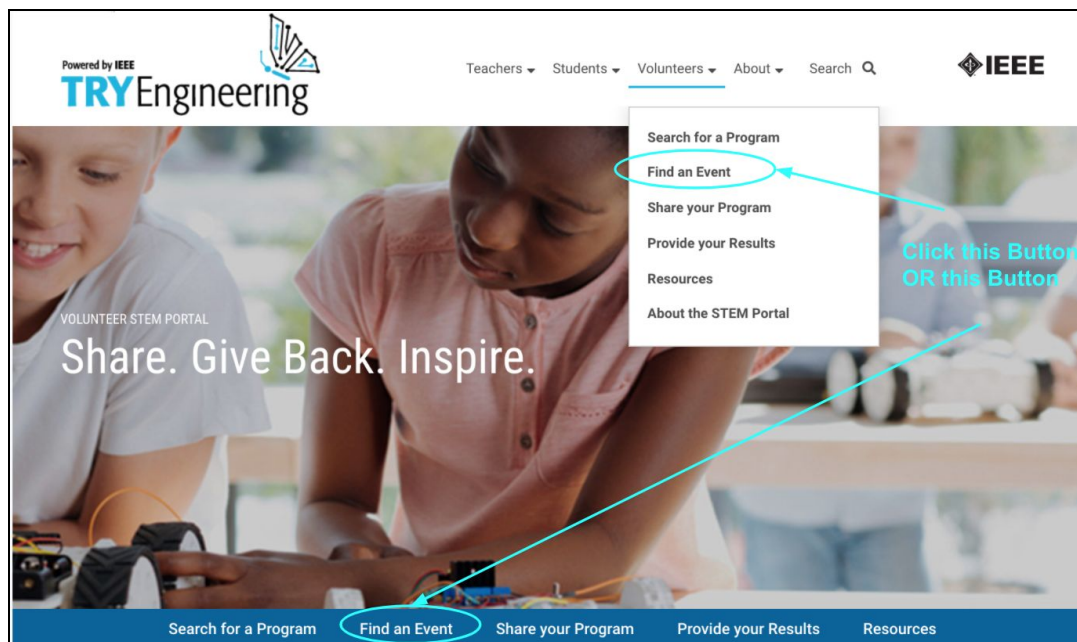 Powered by IEEE
TRYEngineering
Teachers Students Volunteers About Search
IEEE
Search for a Program
Find an Event
Share your Program
Provide your Results
Resources
About the STEM Portal
Click this Button
OR this Button
VOLUNTEER STEM PORTAL
Share. Give Back. Inspire.
Search for a Program Find an Event Share your Program Provide your Results Resources